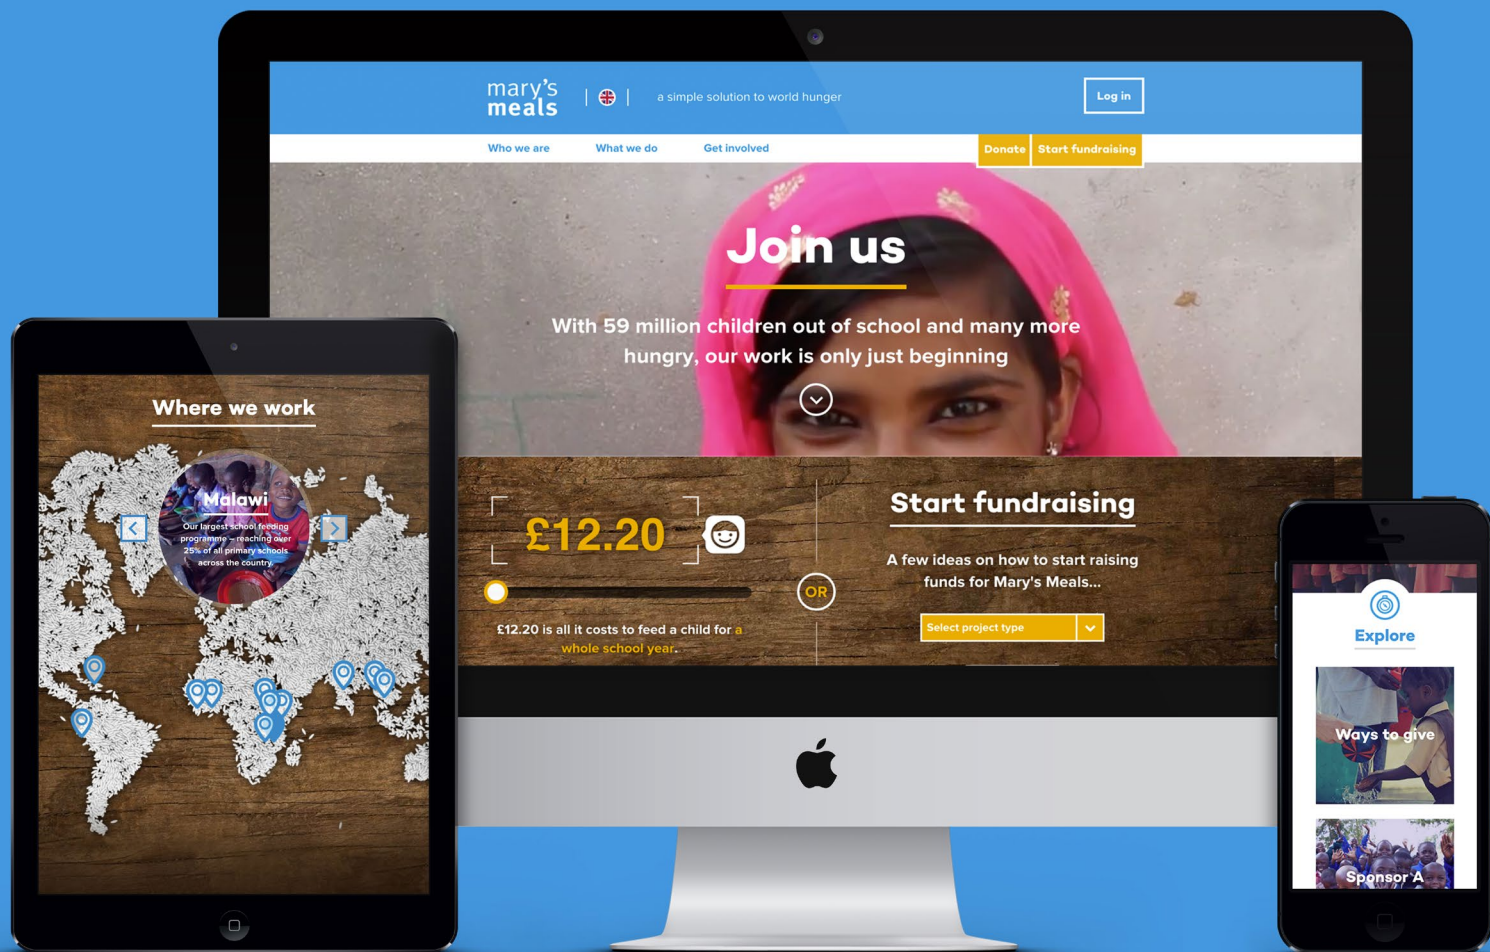 mary's
meals
a simple solution to world hunger
Log in
Who we are
What we do
Get involved
Donate
Start fundraising
Join us
With 59 million children out of school and many more
hungry, our work is only just beginning
£12.20
£12.20 is all it costs to feed a child for a
whole school year.
OR
Start fundraising
A few ideas on how to start raising
funds for Mary's Meals...
Select project type
Where we work
Malawi
Our largest school feeding
programme – reaching over
25% of all primary schools
across the country.
Explore
Ways to give
Sponsor A